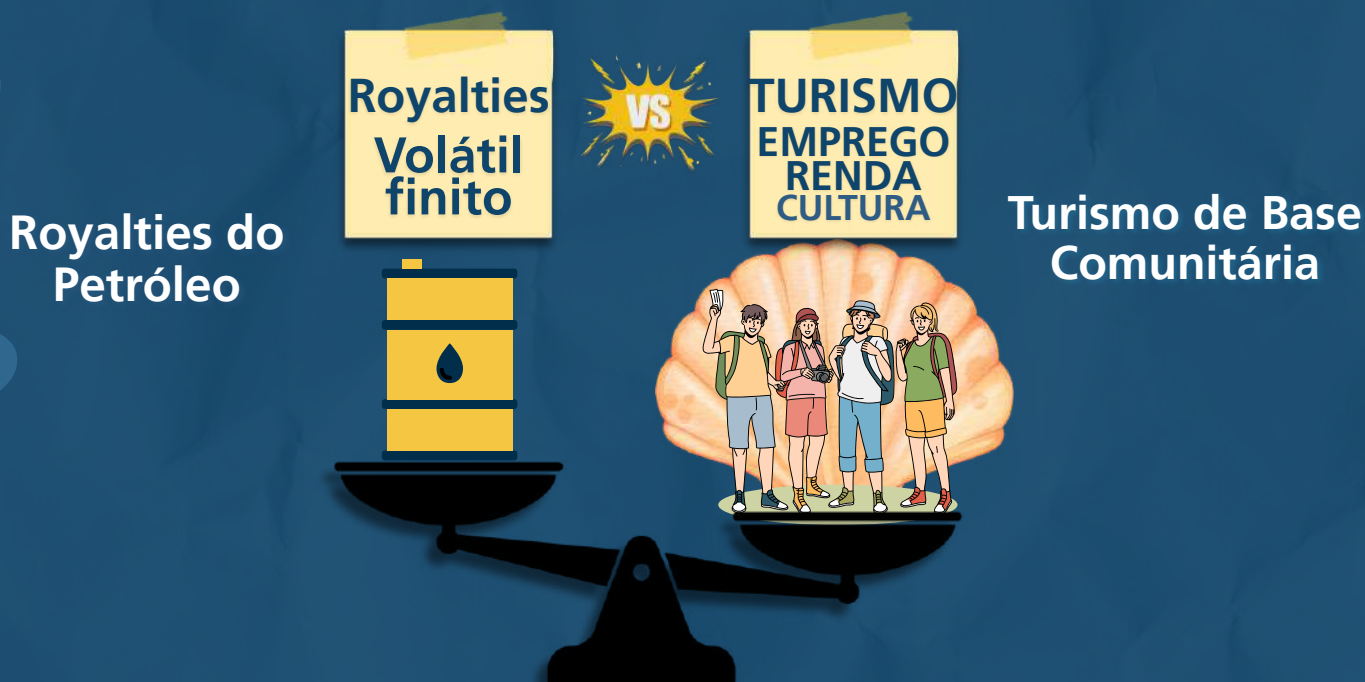 Royalties do
Petróleo
Royalties
Volátil
finito
VS
TURISMO
EMPREGO
RENDA
CULTURA
Turismo de Base
Comunitária